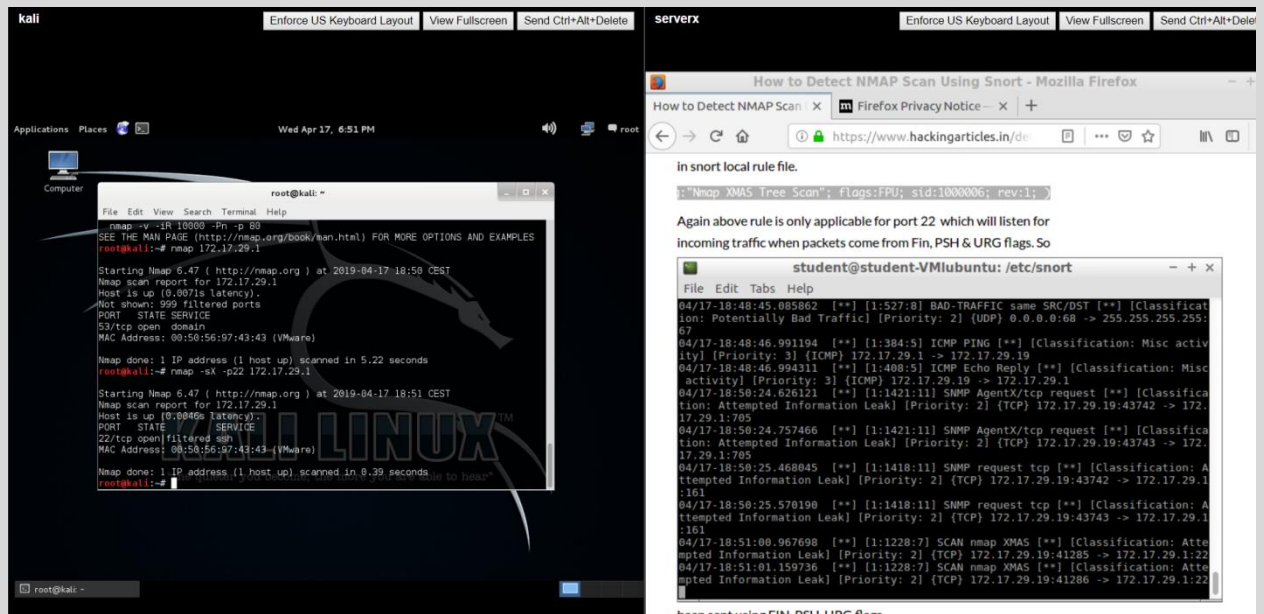 kali
Enforce US Keyboard Layout View Fullscreen Send Ctrl+Alt+Delete
Applications Places Wed Apr 17, 6:51 PM root
Computer
root@kali: ~
File Edit View Search Terminal Help
nmap -v -iR 10000 -Pn -p 80
SEE THE MAN PAGE (http://nmap.org/book/man.html) FOR MORE OPTIONS AND EXAMPLES
root@kali:~# nmap 172.17.29.1
Starting Nmap 6.47 ( http://nmap.org ) at 2019-04-17 18:50 CEST
Nmap scan report for 172.17.29.1
Host is up (0.0071s latency).
Not shown: 999 filtered ports
PORT STATE SERVICE
53/tcp open domain
MAC Address: 00:50:56:97:43:43 (VMware)
Nmap done: 1 IP address (1 host up) scanned in 5.22 seconds
root@kali:~# nmap -sX -p22 172.17.29.1
Starting Nmap 6.47 ( http://nmap.org ) at 2019-04-17 18:51 CEST
Nmap scan report for 172.17.29.1
Host is up (0.0046s latency).
PORT STATE SERVICE
22/tcp open|filtered ssh
MAC Address: 00:50:56:97:43:43 (VMware)
Nmap done: 1 IP address (1 host up) scanned in 0.39 seconds
root@kali:~#
KALI LINUX TM
"the quieter you become, the more you are able to hear"
root@kali: ~
serverx
Enforce US Keyboard Layout View Fullscreen Send Ctrl+Alt+Dele
How to Detect NMAP Scan Using Snort - Mozilla Firefox
How to Detect NMAP Scan Firefox Privacy Notice —
https://www.hackingarticles.in/de
in snort local rule file.
:"Nmap XMAS Tree Scan"; flags:FPU; sid:1000006; rev:1; )
Again above rule is only applicable for port 22 which will listen for
incoming traffic when packets come from Fin, PSH & URG flags. So
student@student-VMlubuntu: /etc/snort
File Edit Tabs Help
04/17-18:48:45.085862 [**] [1:527:8] BAD-TRAFFIC same SRC/DST [**] [Classificat
ion: Potentially Bad Traffic] [Priority: 2] {UDP} 0.0.0.0:68 -> 255.255.255.255:
67
04/17-18:48:46.991194 [**] [1:384:5] ICMP PING [**] [Classification: Misc activ
ity] [Priority: 3] {ICMP} 172.17.29.1 -> 172.17.29.19
04/17-18:48:46.994311 [**] [1:408:5] ICMP Echo Reply [**] [Classification: Misc
activity] [Priority: 3] {ICMP} 172.17.29.19 -> 172.17.29.1
04/17-18:50:24.626121 [**] [1:1421:11] SNMP AgentX/tcp request [**] [Classifica
tion: Attempted Information Leak] [Priority: 2] {TCP} 172.17.29.19:43742 -> 172.
17.29.1:705
04/17-18:50:24.757466 [**] [1:1421:11] SNMP AgentX/tcp request [**] [Classifica
tion: Attempted Information Leak] [Priority: 2] {TCP} 172.17.29.19:43743 -> 172.
17.29.1:705
04/17-18:50:25.468045 [**] [1:1418:11] SNMP request tcp [**] [Classification: A
ttempted Information Leak] [Priority: 2] {TCP} 172.17.29.19:43742 -> 172.17.29.1
:161
04/17-18:50:25.570190 [**] [1:1418:11] SNMP request tcp [**] [Classification: A
ttempted Information Leak] [Priority: 2] {TCP} 172.17.29.19:43743 -> 172.17.29.1
:161
04/17-18:51:00.967698 [**] [1:1228:7] SCAN nmap XMAS [**] [Classification: Atte
mpted Information Leak] [Priority: 2] {TCP} 172.17.29.19:41285 -> 172.17.29.1:22
04/17-18:51:01.159736 [**] [1:1228:7] SCAN nmap XMAS [**] [Classification: Atte
mpted Information Leak] [Priority: 2] {TCP} 172.17.29.19:41286 -> 172.17.29.1:22
been sent using FIN, PSH, URG flags